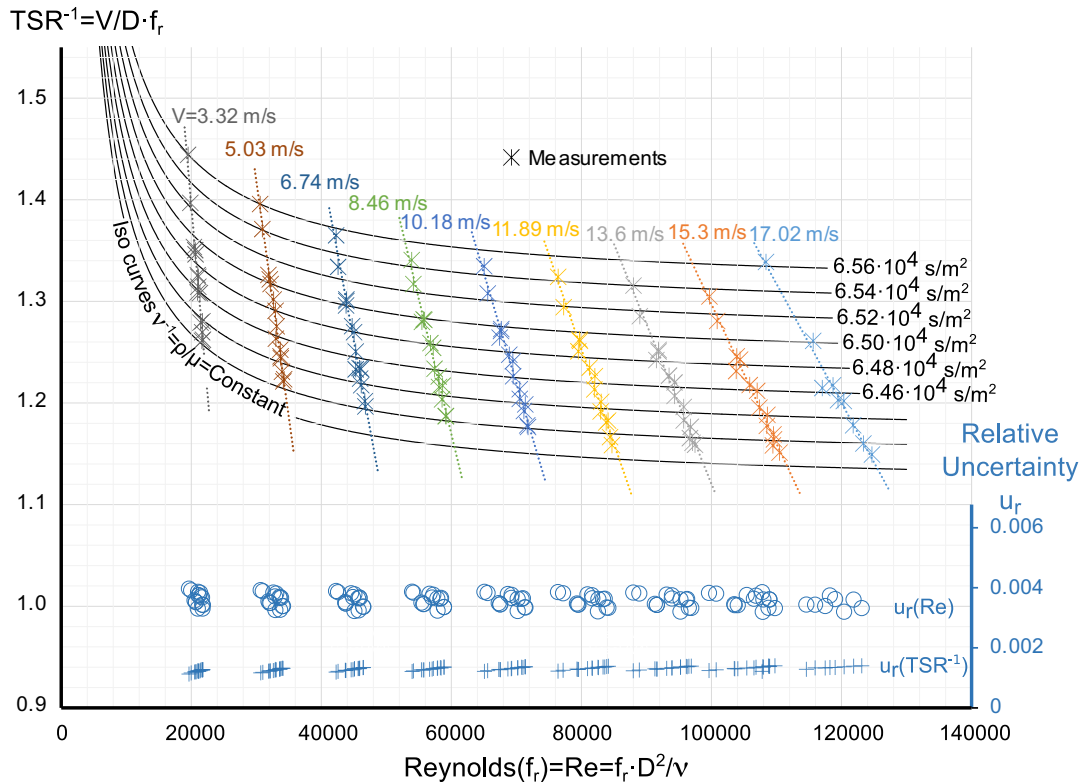 TSR⁻¹=V/D·fᵣ
1.5
1.4
1.3
1.2
1.1
1.0
0.9
V=3.32 m/s
5.03 m/s
6.74 m/s
8.46 m/s
10.18 m/s
11.89 m/s
13.6 m/s
15.3 m/s
17.02 m/s
Measurements
Iso curves ν⁻¹=ρ/μ=Constant
6.56·10⁴ s/m²
6.54·10⁴ s/m²
6.52·10⁴ s/m²
6.50·10⁴ s/m²
6.48·10⁴ s/m²
6.46·10⁴ s/m²
Relative
Uncertainty
uᵣ
0.006
0.004
0.002
0
uᵣ(Re)
uᵣ(TSR⁻¹)
0 20000 40000 60000 80000 100000 120000 140000
Reynolds(fᵣ)=Re=fᵣ·D²/ν